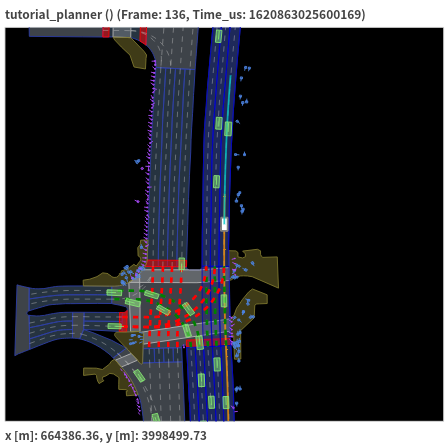 tutorial_planner () (Frame: 136, Time_us: 1620863025600169)
x [m]: 664386.36, y [m]: 3998499.73